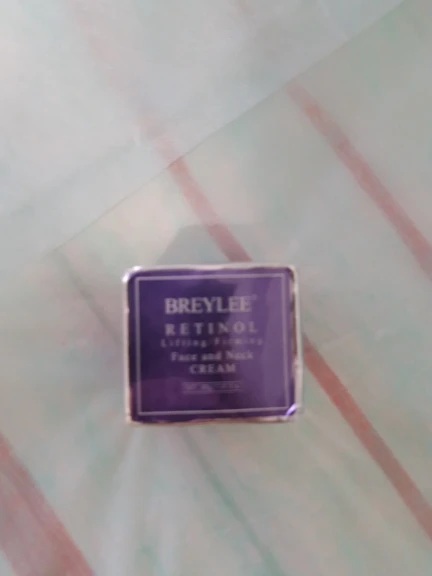 BREYLEE®
RETINOL
Lifting Firming
Face and Neck
CREAM